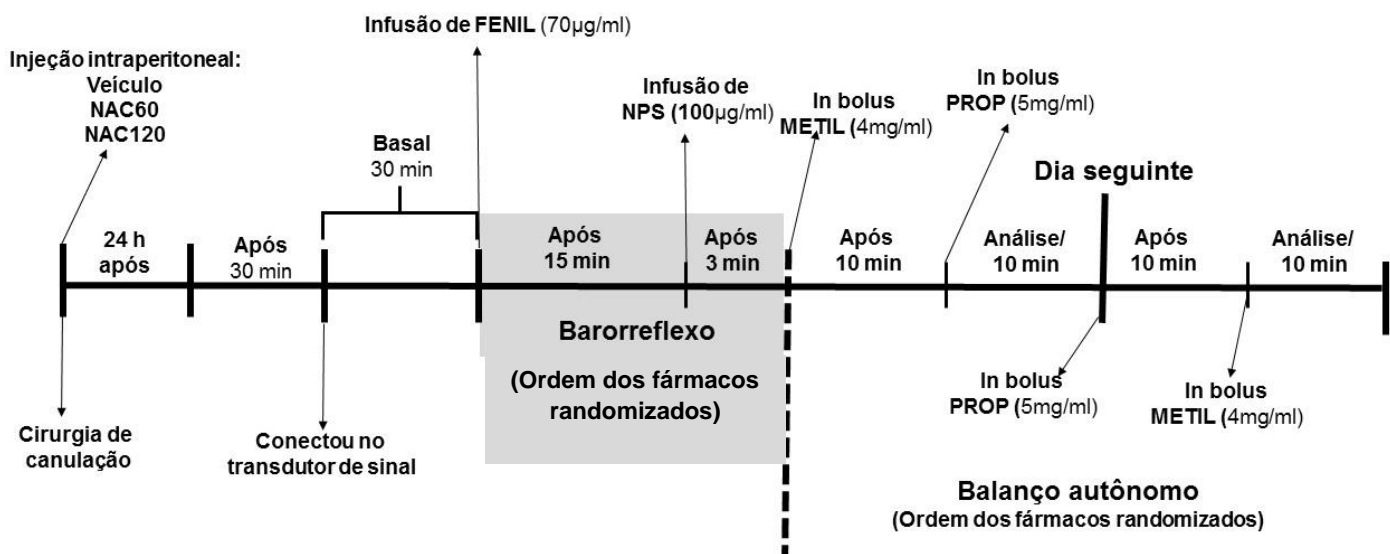 Injeção intraperitoneal:
Veículo
NAC60
NAC120
Infusão de FENIL (70µg/ml)
Basal
30 min
Infusão de
NPS (100µg/ml)
In bolus
METIL (4mg/ml)
In bolus
PROP (5mg/ml)
Dia seguinte
24 h
após
Após
30 min
Após
15 min
Após
3 min
Após
10 min
Análise/
10 min
Após
10 min
Análise/
10 min
Barorreflexo
(Ordem dos fármacos
randomizados)
Cirurgia de
canulação
Conectou no
transdutor de sinal
In bolus
PROP (5mg/ml)
In bolus
METIL (4mg/ml)
Balanço autônomo
(Ordem dos fármacos randomizados)